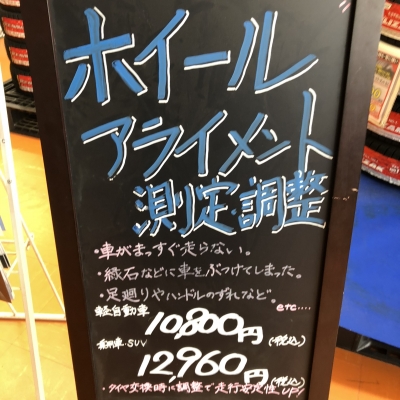 ホイール
アライメント
測定・調整
・車がまっすぐ走らない。
・縁石などに車をぶつけてしまった。
・足廻りやハンドルのずれなど。
etc....
軽自動車
10,800円(税込)
乗用車・SUV
12,960円(税込)
・タイヤ交換時に調整で走行安定性UP!